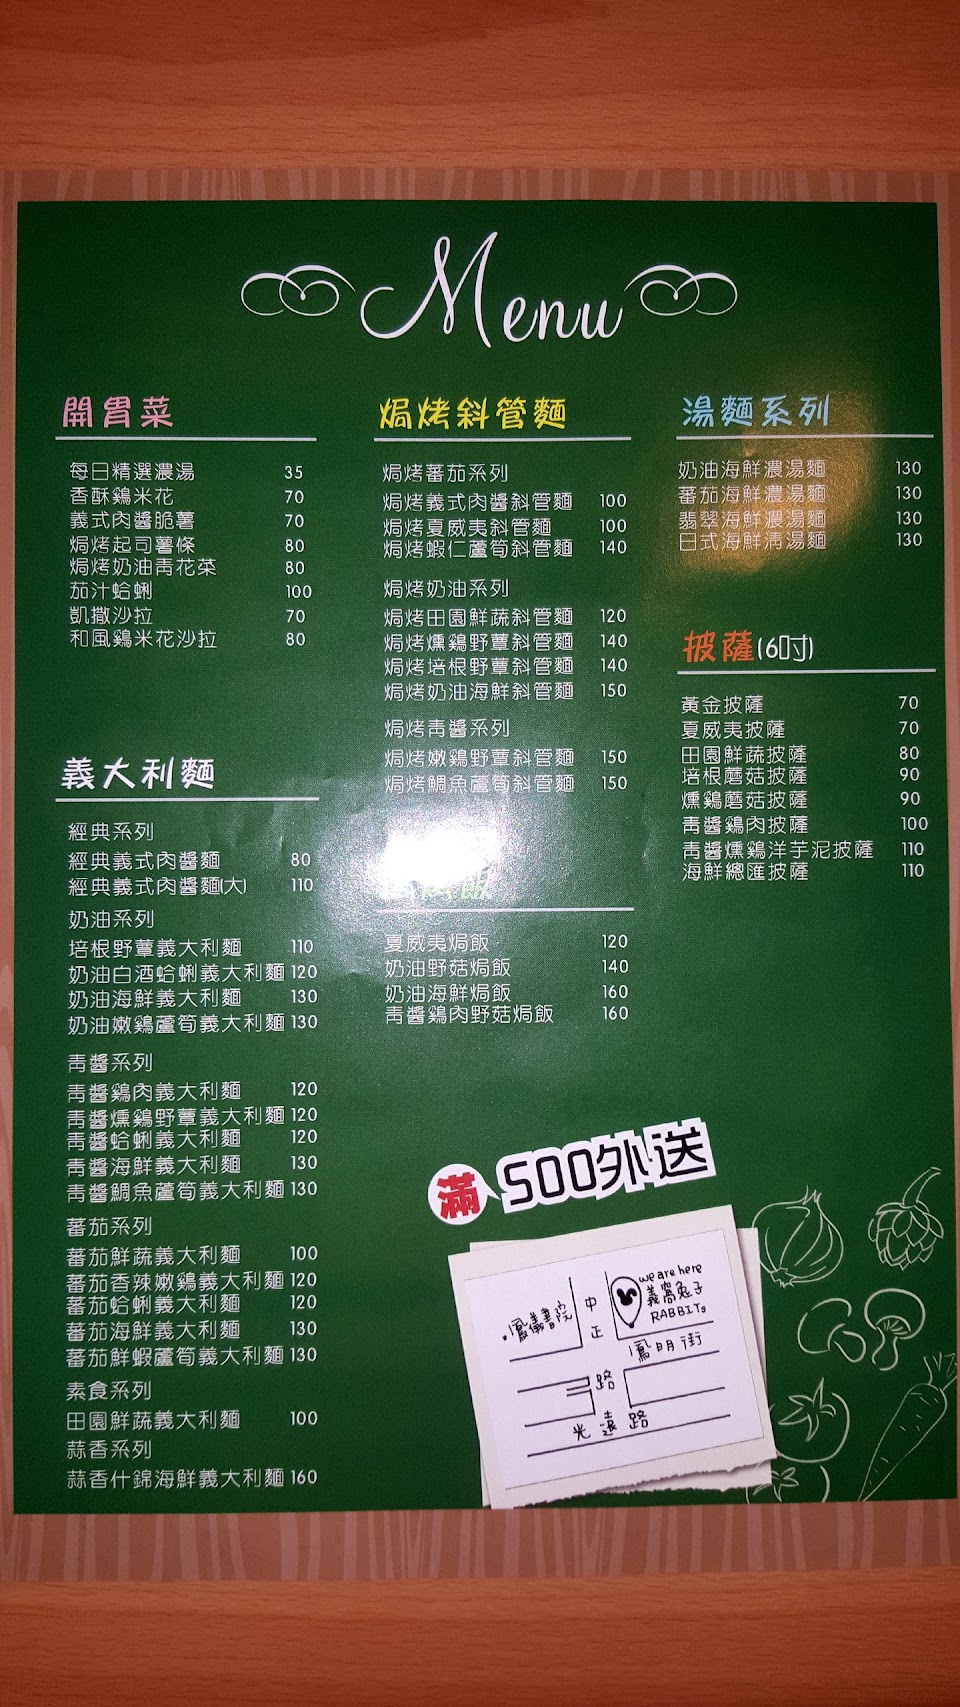 Menu
開胃菜
每日精選濃湯 35
香酥鷄米花 70
義式肉醬脆薯 70
焗烤起司薯條 80
焗烤奶油青花菜 80
茄汁蛤蜊 100
凱撒沙拉 70
和風鷄米花沙拉 80
義大利麵
經典系列
經典義式肉醬麵 80
經典義式肉醬麵(大) 110
奶油系列
培根野蕈義大利麵 110
奶油白酒蛤蜊義大利麵 120
奶油海鮮義大利麵 130
奶油嫩鷄蘆筍義大利麵 130
青醬系列
青醬鷄肉義大利麵 120
青醬燻鷄野蕈義大利麵 120
青醬蛤蜊義大利麵 120
青醬海鮮義大利麵 130
青醬鯛魚蘆筍義大利麵 130
蕃茄系列
蕃茄鮮蔬義大利麵 100
蕃茄香辣嫩鷄義大利麵 120
蕃茄蛤蜊義大利麵 120
蕃茄海鮮義大利麵 130
蕃茄鮮蝦蘆筍義大利麵 130
素食系列
田園鮮蔬義大利麵 100
蒜香系列
蒜香什錦海鮮義大利麵 160
焗烤斜管麵
焗烤蕃茄系列
焗烤義式肉醬斜管麵 100
焗烤夏威夷斜管麵 100
焗烤蝦仁蘆筍斜管麵 140
焗烤奶油系列
焗烤田園鮮蔬斜管麵 120
焗烤燻鷄野蕈斜管麵 140
焗烤培根野蕈斜管麵 140
焗烤奶油海鮮斜管麵 150
焗烤青醬系列
焗烤嫩鷄野蕈斜管麵 150
焗烤鯛魚蘆筍斜管麵 150
飯
夏威夷焗飯 120
奶油野菇焗飯 140
奶油海鮮焗飯 160
青醬鷄肉野菇焗飯 160
湯麵系列
奶油海鮮濃湯麵 130
蕃茄海鮮濃湯麵 130
翡翠海鮮濃湯麵 130
日式海鮮清湯麵 130
披薩(6吋)
黃金披薩 70
夏威夷披薩 70
田園鮮蔬披薩 80
培根磨菇披薩 90
燻鷄磨菇披薩 90
青醬鷄肉披薩 100
青醬燻鷄洋芋泥披薩 110
海鮮總匯披薩 110
滿500外送
we are here
義窩兔子
RABBITs
鳳儀書院
中正路
鳳明街
光遠路